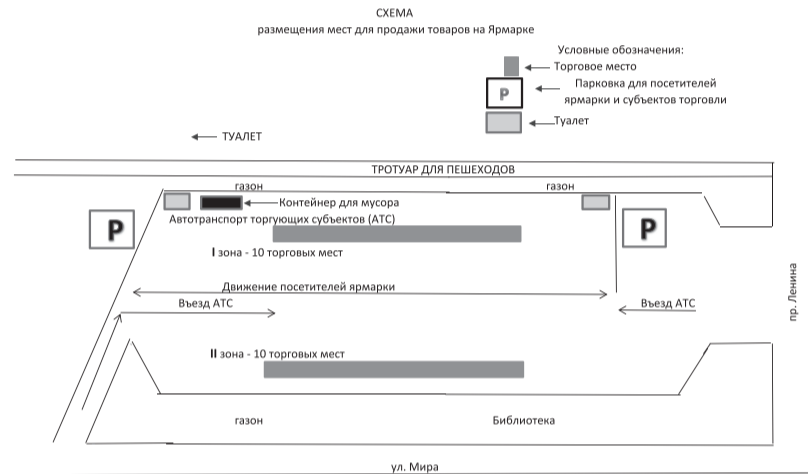 СХЕМА
размещения мест для продажи товаров на Ярмарке
Условные обозначения:
Торговое место
P
Парковка для посетителей
ярмарки и субъектов торговли
Туалет
ТУАЛЕТ
ТРОТУАР ДЛЯ ПЕШЕХОДОВ
газон
газон
Контейнер для мусора
Автотранспорт торгующих субъектов (АТС)
P
P
I зона - 10 торговых мест
Движение посетителей ярмарки
Въезд АТС
Въезд АТС
пр. Ленина
II зона - 10 торговых мест
газон
Библиотека
ул. Мира